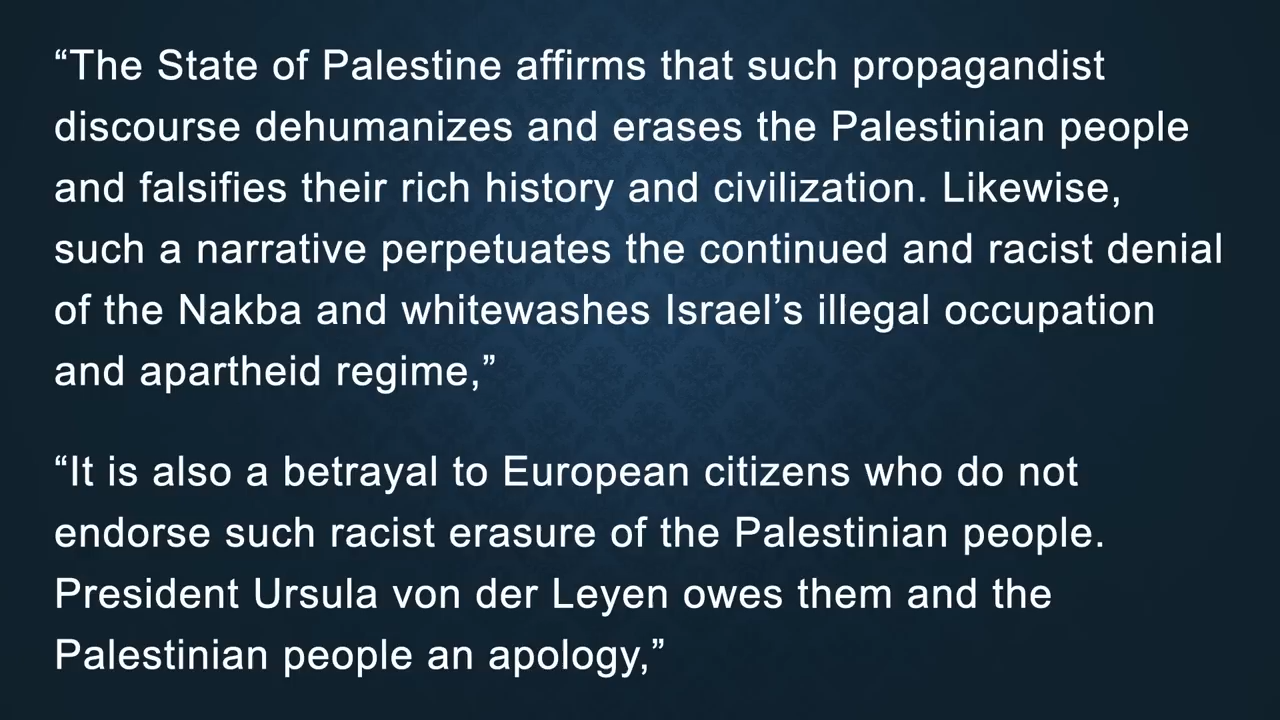 “The State of Palestine affirms that such propagandist
discourse dehumanizes and erases the Palestinian people
and falsifies their rich history and civilization. Likewise,
such a narrative perpetuates the continued and racist denial
of the Nakba and whitewashes Israel’s illegal occupation
and apartheid regime,”
“It is also a betrayal to European citizens who do not
endorse such racist erasure of the Palestinian people.
President Ursula von der Leyen owes them and the
Palestinian people an apology,”